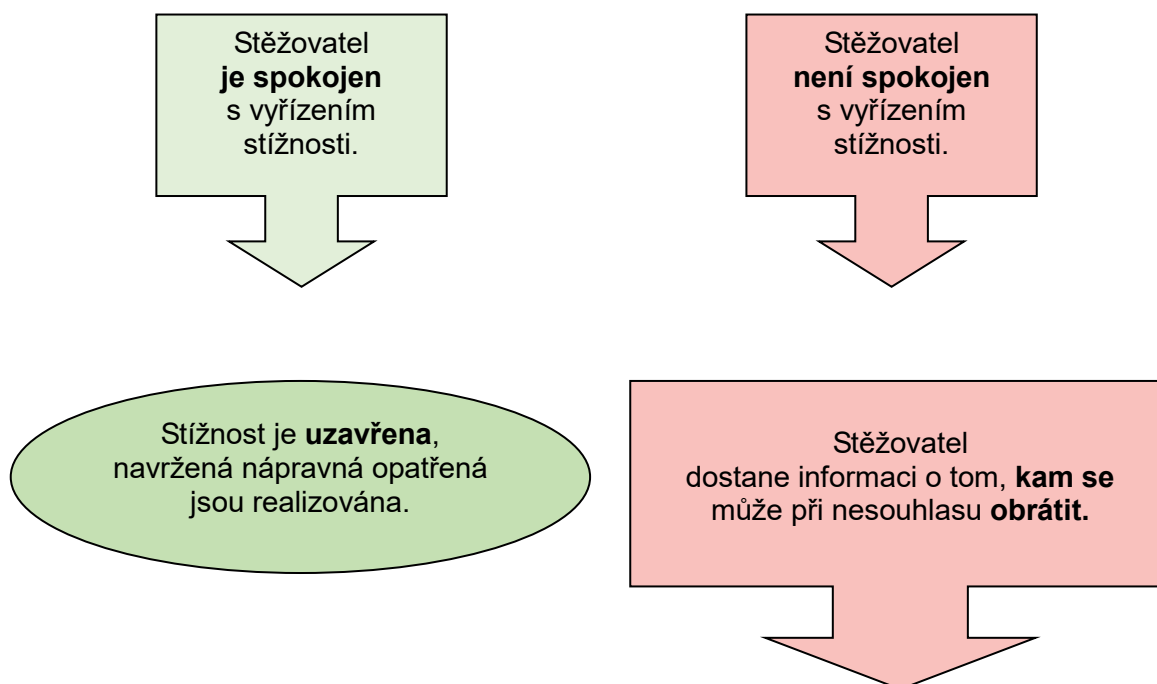 Stěžovatel
je spokojen
s vyřízením
stížnosti.
Stěžovatel
není spokojen
s vyřízením
stížnosti.
Stížnost je uzavřena,
navržená nápravná opatřená
jsou realizována.
Stěžovatel
dostane informaci o tom, kam se
může při nesouhlasu obrátit.